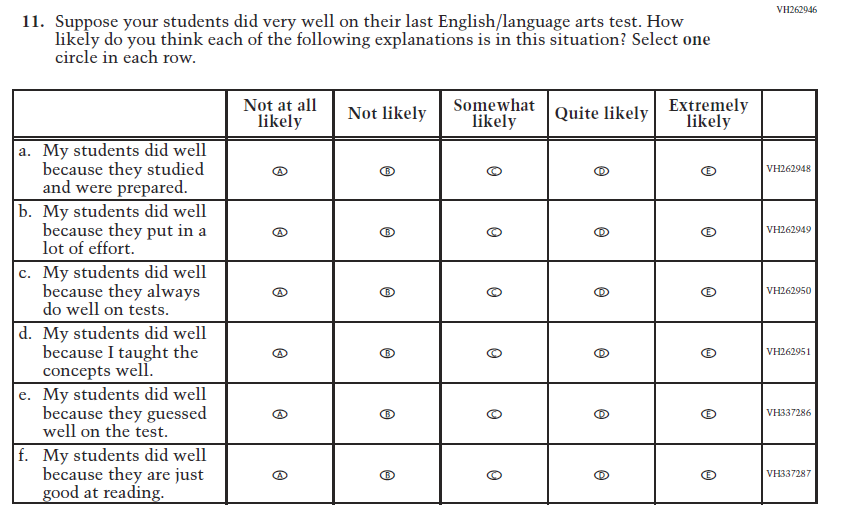 VH262946
11. Suppose your students did very well on their last English/language arts test. How
likely do you think each of the following explanations is in this situation? Select one
circle in each row.
Not at all
likely
Not likely
Somewhat
likely
Quite likely
Extremely
likely
a. My students did well
because they studied
and were prepared.
A B C D E VH262948
b. My students did well
because they put in a
lot of effort.
A B C D E VH262949
c. My students did well
because they always
do well on tests.
A B C D E VH262950
d. My students did well
because I taught the
concepts well.
A B C D E VH262951
e. My students did well
because they guessed
well on the test.
A B C D E VH337286
f. My students did well
because they are just
good at reading.
A B C D E VH337287